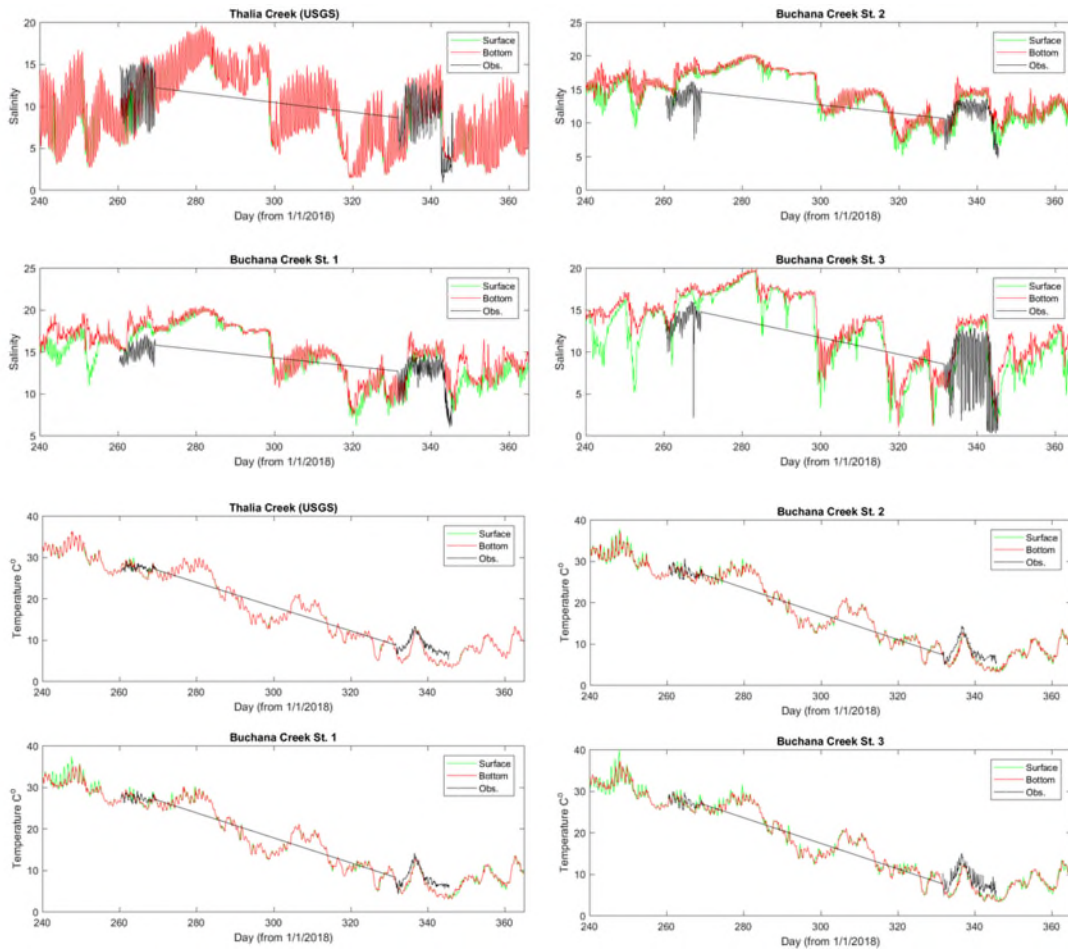 Thalia Creek (USGS)
20
15
10
5
0
Salinity
Surface
Bottom
Obs.
240 260 280 300 320 340 360
Day (from 1/1/2018)
Buchana Creek St. 2
25
20
15
10
5
0
Salinity
Surface
Bottom
Obs.
240 260 280 300 320 340 360
Day (from 1/1/2018)
Buchana Creek St. 1
25
20
15
10
5
Salinity
Surface
Bottom
Obs.
240 260 280 300 320 340 360
Day (from 1/1/2018)
Buchana Creek St. 3
20
15
10
5
0
Salinity
Surface
Bottom
Obs.
240 260 280 300 320 340 360
Day (from 1/1/2018)
Thalia Creek (USGS)
40
30
20
10
0
Temperature C°
Surface
Bottom
Obs.
240 260 280 300 320 340 360
Day (from 1/1/2018)
Buchana Creek St. 2
40
30
20
10
0
Temperature C°
Surface
Bottom
Obs.
240 260 280 300 320 340 360
Day (from 1/1/2018)
Buchana Creek St. 1
40
30
20
10
0
Temperature C°
Surface
Bottom
Obs.
240 260 280 300 320 340 360
Day (from 1/1/2018)
Buchana Creek St. 3
40
30
20
10
0
Temperature C°
Surface
Bottom
Obs.
240 260 280 300 320 340 360
Day (from 1/1/2018)